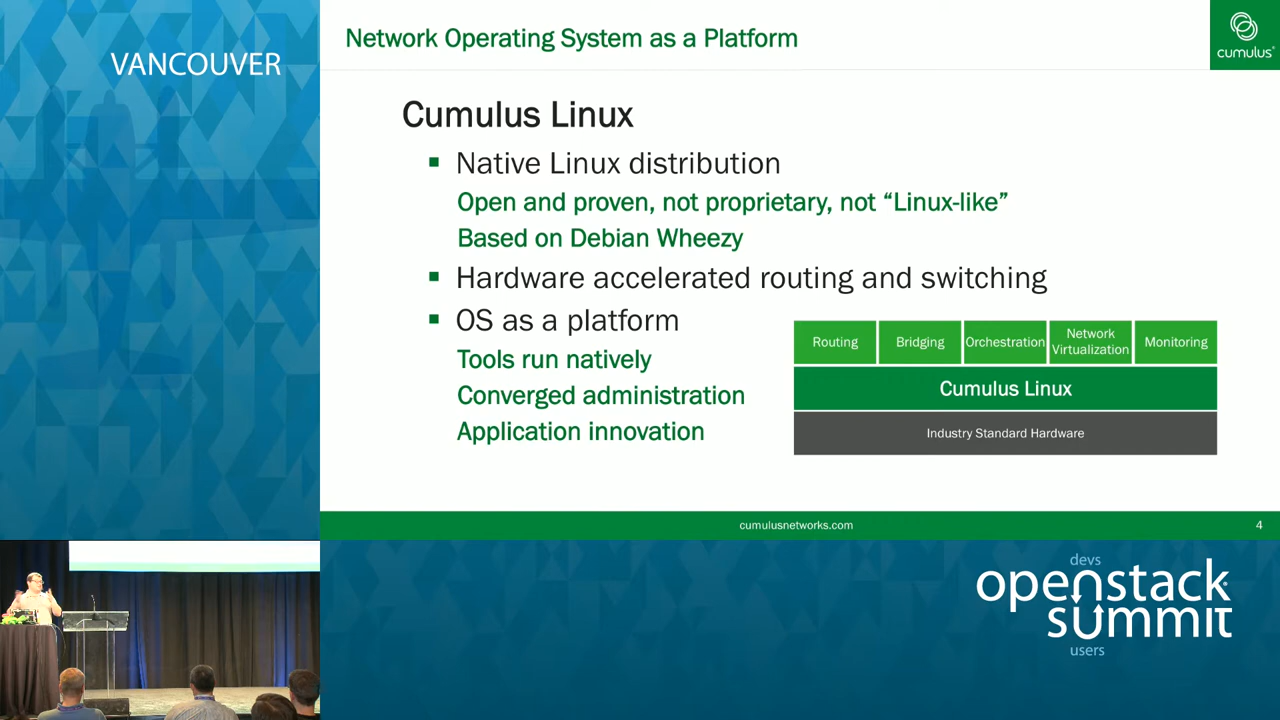 VANCOUVER
Network Operating System as a Platform
cumulus®
Cumulus Linux
Native Linux distribution
Open and proven, not proprietary, not “Linux-like”
Based on Debian Wheezy
Hardware accelerated routing and switching
OS as a platform
Tools run natively
Converged administration
Application innovation
Routing
Bridging
Orchestration
Network
Virtualization
Monitoring
Cumulus Linux
Industry Standard Hardware
cumulusnetworks.com
4
devs
openstack
summit
users